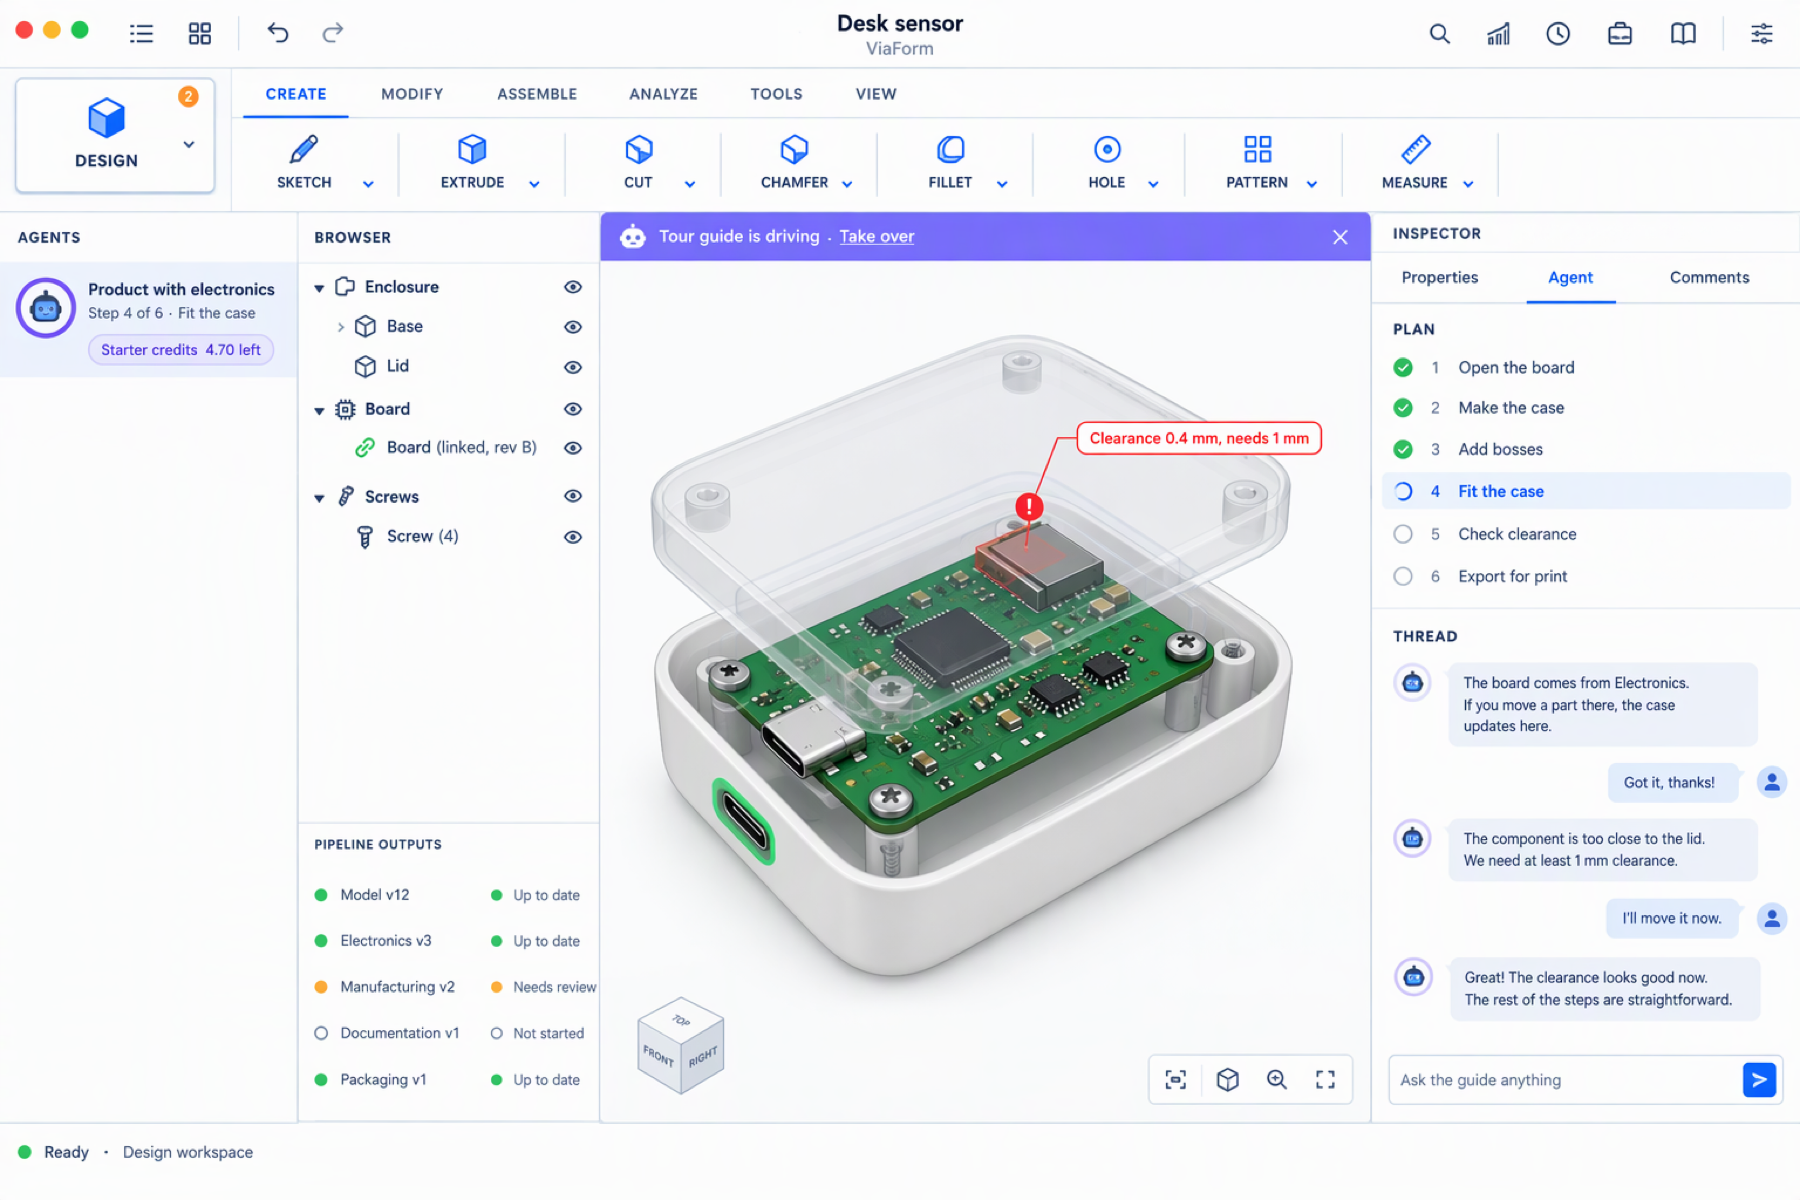 Desk sensor
ViaForm
2
DESIGN
CREATE
MODIFY
ASSEMBLE
ANALYZE
TOOLS
VIEW
SKETCH
EXTRUDE
CUT
CHAMFER
FILLET
HOLE
PATTERN
MEASURE
AGENTS
Product with electronics
Step 4 of 6 · Fit the case
Starter credits 4.70 left
BROWSER
Enclosure
Base
Lid
Board
Board (linked, rev B)
Screws
Screw (4)
PIPELINE OUTPUTS
Model v12 Up to date
Electronics v3 Up to date
Manufacturing v2 Needs review
Documentation v1 Not started
Packaging v1 Up to date
Tour guide is driving · Take over
Clearance 0.4 mm, needs 1 mm
!
TOP
FRONT
RIGHT
INSPECTOR
Properties
Agent
Comments
PLAN
1 Open the board
2 Make the case
3 Add bosses
4 Fit the case
5 Check clearance
6 Export for print
THREAD
The board comes from Electronics.
If you move a part there, the case
updates here.
Got it, thanks!
The component is too close to the lid.
We need at least 1 mm clearance.
I'll move it now.
Great! The clearance looks good now.
The rest of the steps are straightforward.
Ask the guide anything
Ready · Design workspace